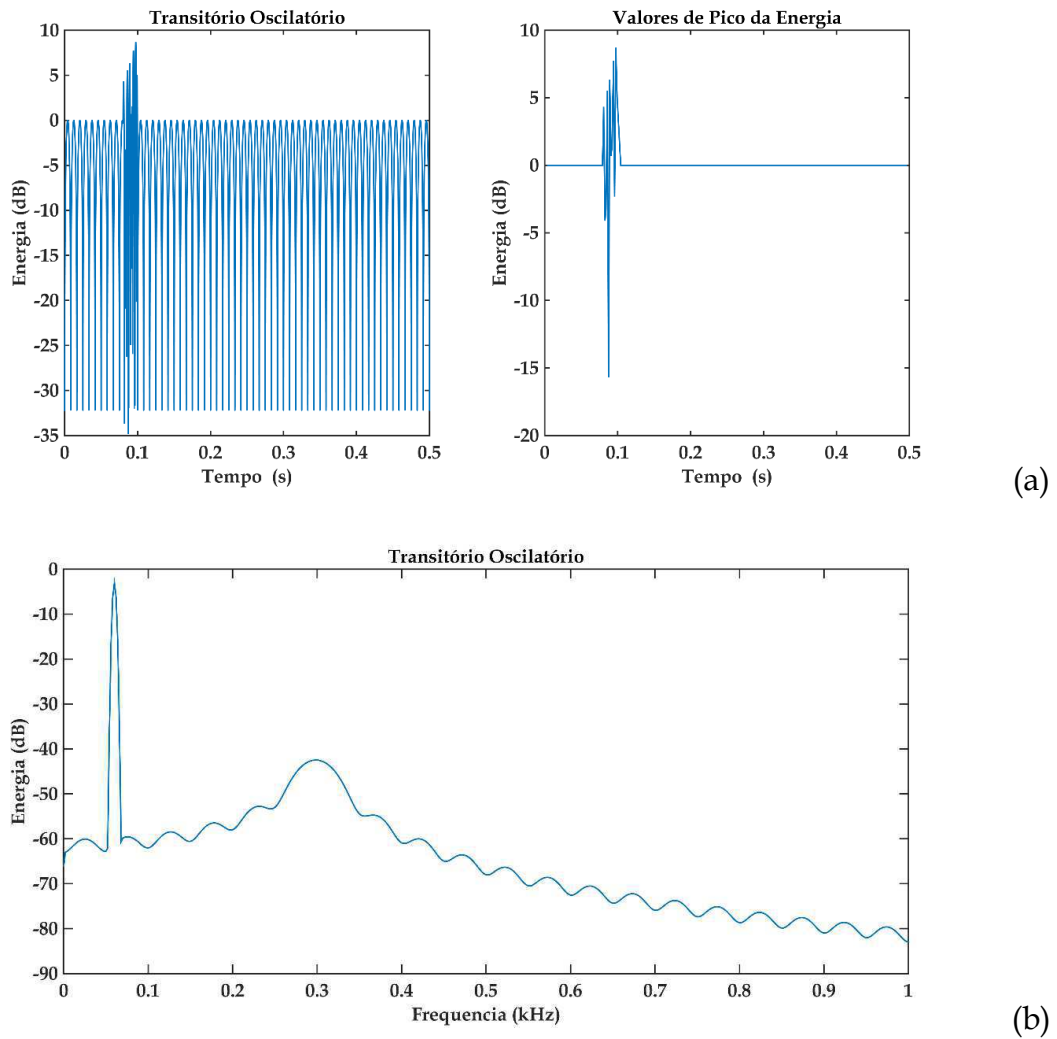 Transitório Oscilatório
10
5
0
-5
-10
-15
-20
-25
-30
-35
Energia (dB)
0 0.1 0.2 0.3 0.4 0.5
Tempo (s)
Valores de Pico da Energia
10
5
0
-5
-10
-15
-20
Energia (dB)
0 0.1 0.2 0.3 0.4 0.5
Tempo (s)
(a)
Transitório Oscilatório
0
-10
-20
-30
-40
-50
-60
-70
-80
-90
Energia (dB)
0 0.1 0.2 0.3 0.4 0.5 0.6 0.7 0.8 0.9 1
Frequencia (kHz)
(b)